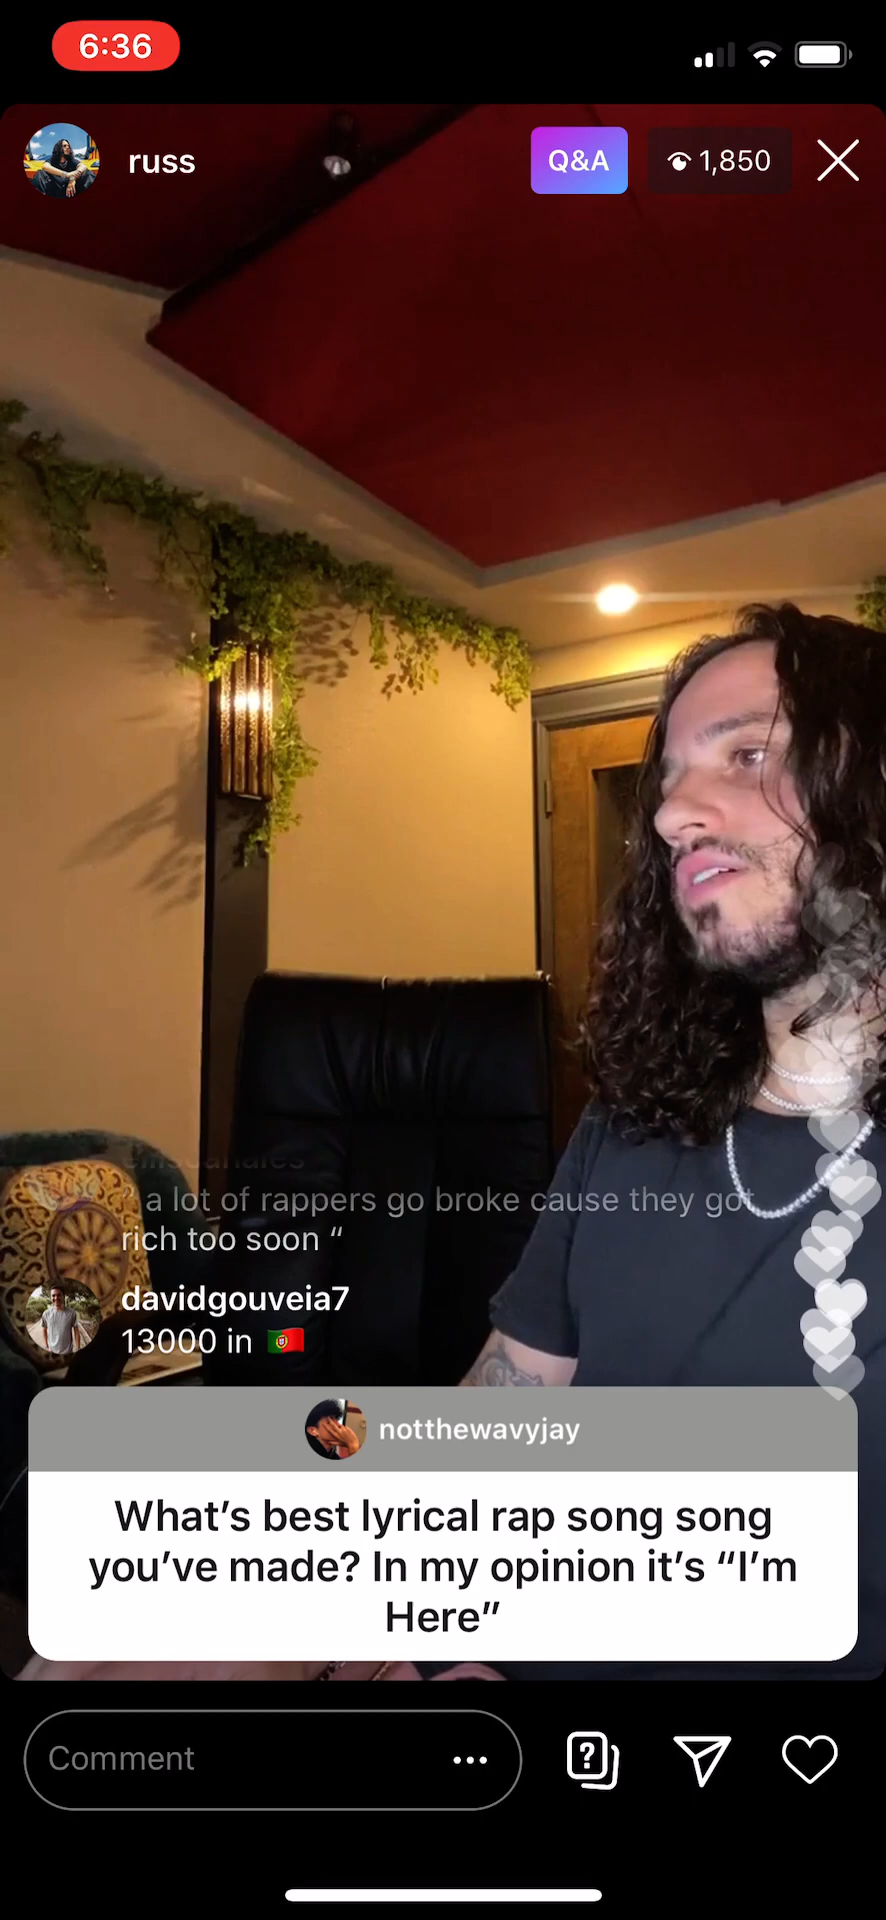 6:36
russ
Q&A
1,850
“ a lot of rappers go broke cause they got
rich too soon “
davidgouveia7
13000 in 🇵🇹
notthewavyjay
What’s best lyrical rap song song
you’ve made? In my opinion it’s “I’m
Here”
Comment